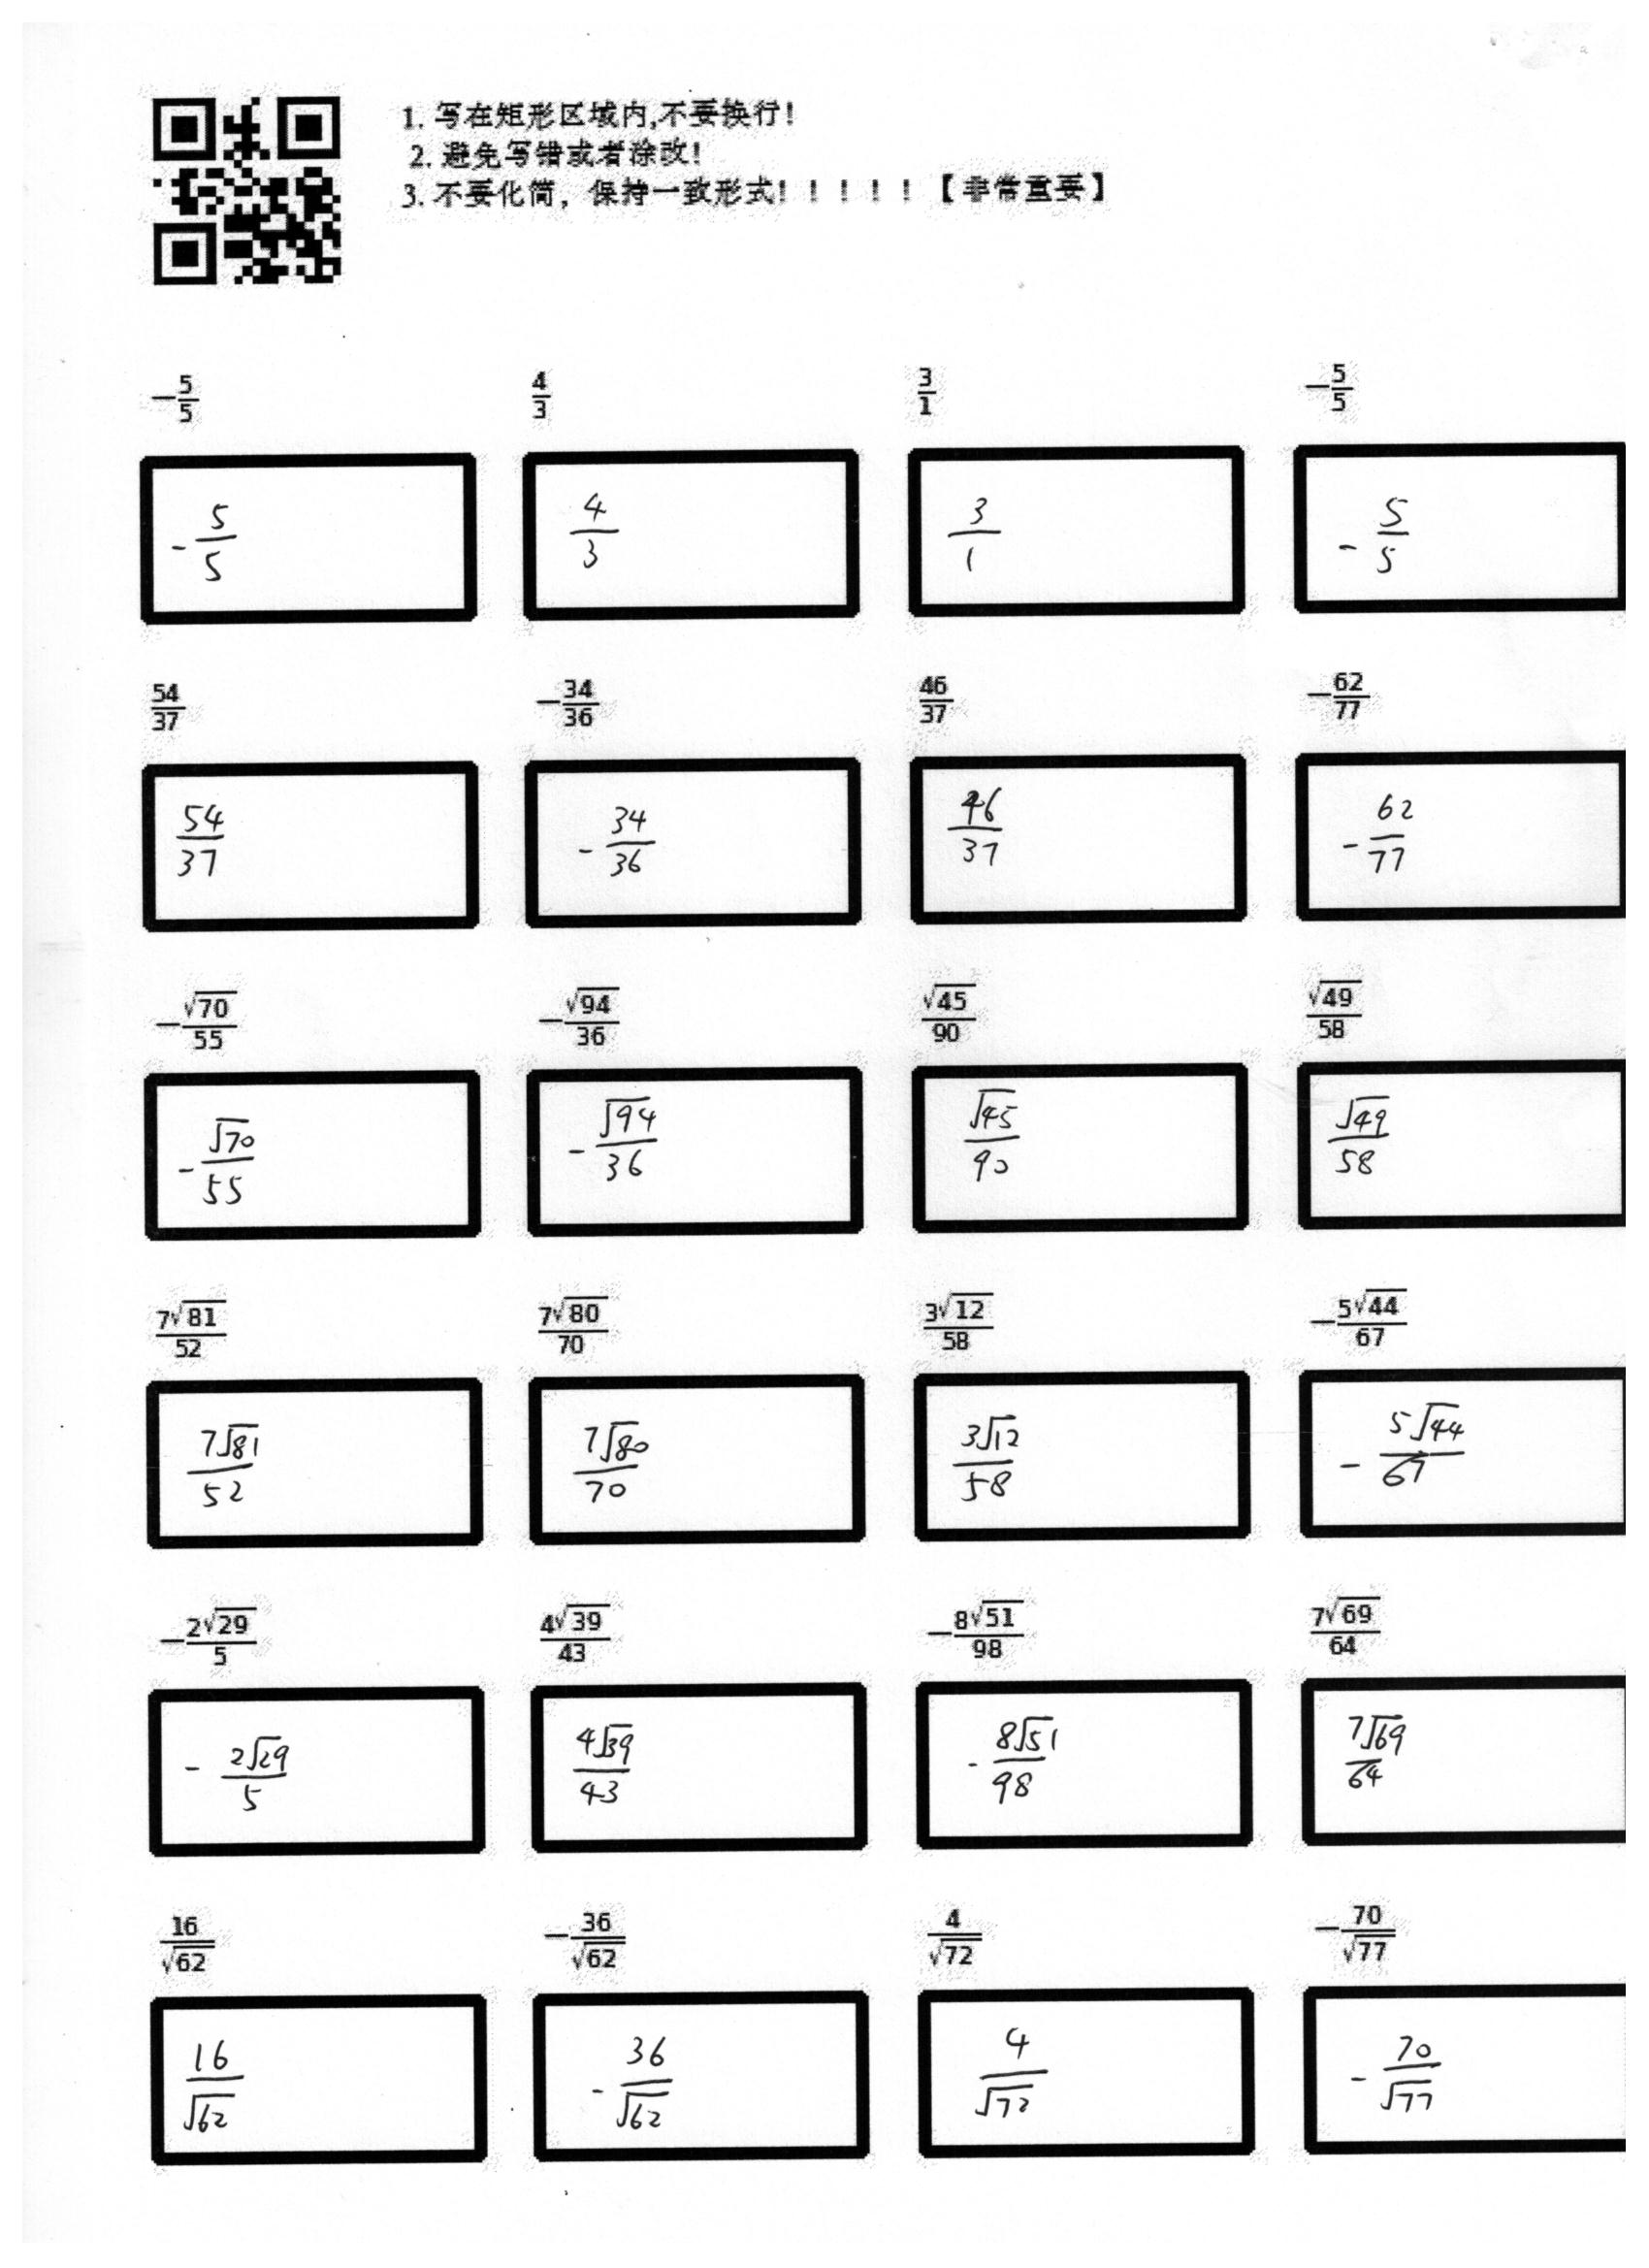 1. 写在矩形区域内,不要换行!
2. 避免写错或者涂改!
3. 不要化简，保持一致形式!！！！！！【非常重要】
$-\frac{5}{5}$ $\frac{4}{3}$ $\frac{3}{1}$ $-\frac{5}{5}$
$-\frac{5}{5}$ $\frac{4}{3}$ $\frac{3}{1}$ $-\frac{5}{5}$
$\frac{54}{37}$ $-\frac{34}{36}$ $\frac{46}{37}$ $-\frac{62}{77}$
$\frac{54}{37}$ $-\frac{34}{36}$ $\frac{46}{37}$ $-\frac{62}{77}$
$-\frac{\sqrt{70}}{55}$ $-\frac{\sqrt{94}}{36}$ $\frac{\sqrt{45}}{90}$ $\frac{\sqrt{49}}{58}$
$-\frac{\sqrt{70}}{55}$ $-\frac{\sqrt{94}}{36}$ $\frac{\sqrt{45}}{90}$ $\frac{\sqrt{49}}{58}$
$\frac{7\sqrt{81}}{52}$ $\frac{7\sqrt{80}}{70}$ $\frac{3\sqrt{12}}{58}$ $-\frac{5\sqrt{44}}{67}$
$\frac{7\sqrt{81}}{52}$ $\frac{7\sqrt{80}}{70}$ $\frac{3\sqrt{12}}{58}$ $-\frac{5\sqrt{44}}{67}$
$-\frac{2\sqrt{29}}{5}$ $\frac{4\sqrt{39}}{43}$ $-\frac{8\sqrt{51}}{98}$ $\frac{7\sqrt{69}}{64}$
$-\frac{2\sqrt{29}}{5}$ $\frac{4\sqrt{39}}{43}$ $-\frac{8\sqrt{51}}{98}$ $\frac{7\sqrt{69}}{64}$
$\frac{16}{\sqrt{62}}$ $-\frac{36}{\sqrt{62}}$ $\frac{4}{\sqrt{72}}$ $-\frac{70}{\sqrt{77}}$
$\frac{16}{\sqrt{62}}$ $-\frac{36}{\sqrt{62}}$ $\frac{4}{\sqrt{72}}$ $-\frac{70}{\sqrt{77}}$